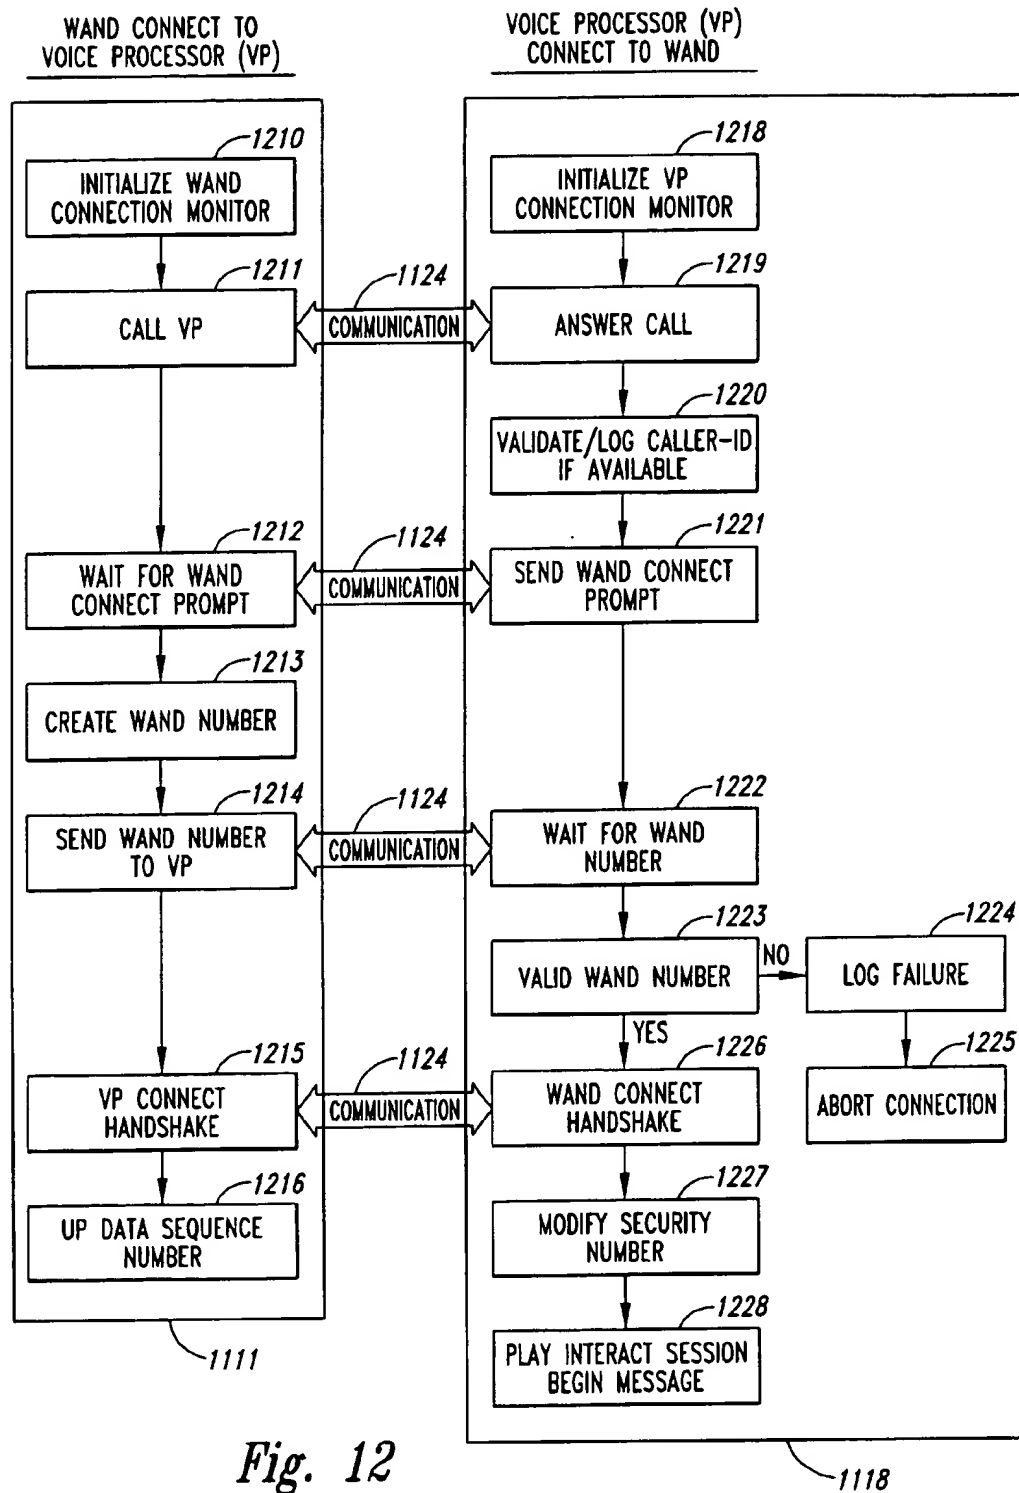 WAND CONNECT TO
VOICE PROCESSOR (VP)
VOICE PROCESSOR (VP)
CONNECT TO WAND
1210
INITIALIZE WAND
CONNECTION MONITOR
1218
INITIALIZE VP
CONNECTION MONITOR
1211
CALL VP
1124
COMMUNICATION
1219
ANSWER CALL
1220
VALIDATE/LOG CALLER-ID
IF AVAILABLE
1212
WAIT FOR WAND
CONNECT PROMPT
1124
COMMUNICATION
1221
SEND WAND CONNECT
PROMPT
1213
CREATE WAND NUMBER
1214
SEND WAND NUMBER
TO VP
1124
COMMUNICATION
1222
WAIT FOR WAND
NUMBER
1223
VALID WAND NUMBER
NO
1224
LOG FAILURE
YES
1225
ABORT CONNECTION
1215
VP CONNECT
HANDSHAKE
1124
COMMUNICATION
1226
WAND CONNECT
HANDSHAKE
1216
UP DATA SEQUENCE
NUMBER
1227
MODIFY SECURITY
NUMBER
1228
PLAY INTERACT SESSION
BEGIN MESSAGE
1111
1118
Fig. 12